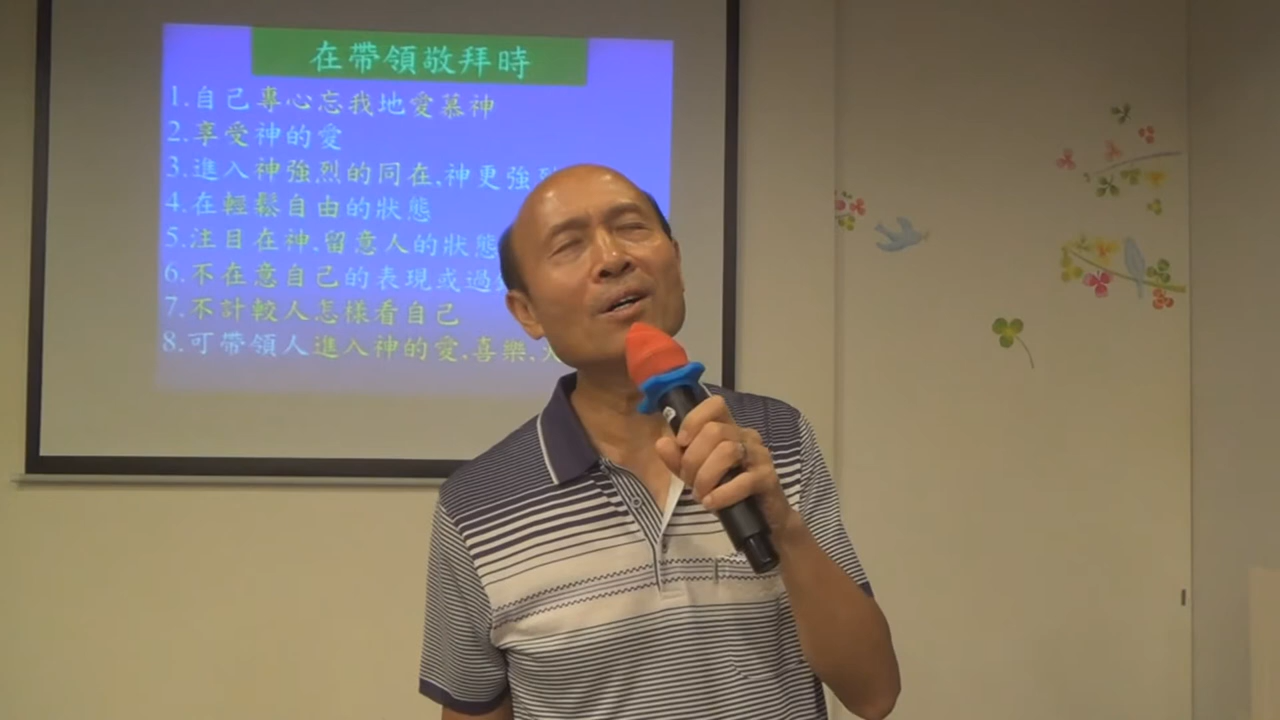 在帶領敬拜時
1.自己專心忘我地愛慕神
2.享受神的愛
3.進入神強烈的同在,神更強烈
4.在輕鬆自由的狀態
5.注目在神,留意人的狀態
6.不在意自己的表現或過
7.不計較人怎樣看自己
8.可帶領人進入神的愛,喜樂,